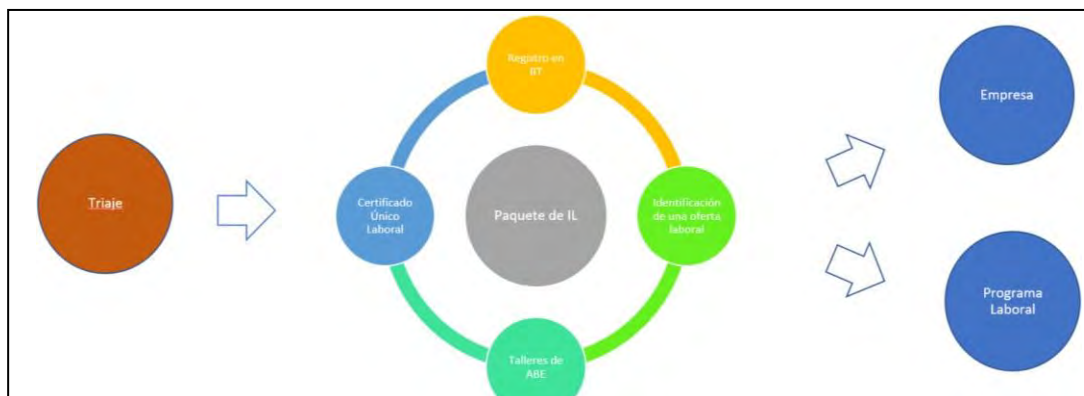 Triaje
Registro en
BT
Certificado
Único
Laboral
Paquete de IL
Identificación
de una oferta
laboral
Talleres de
ABE
Empresa
Programa
Laboral